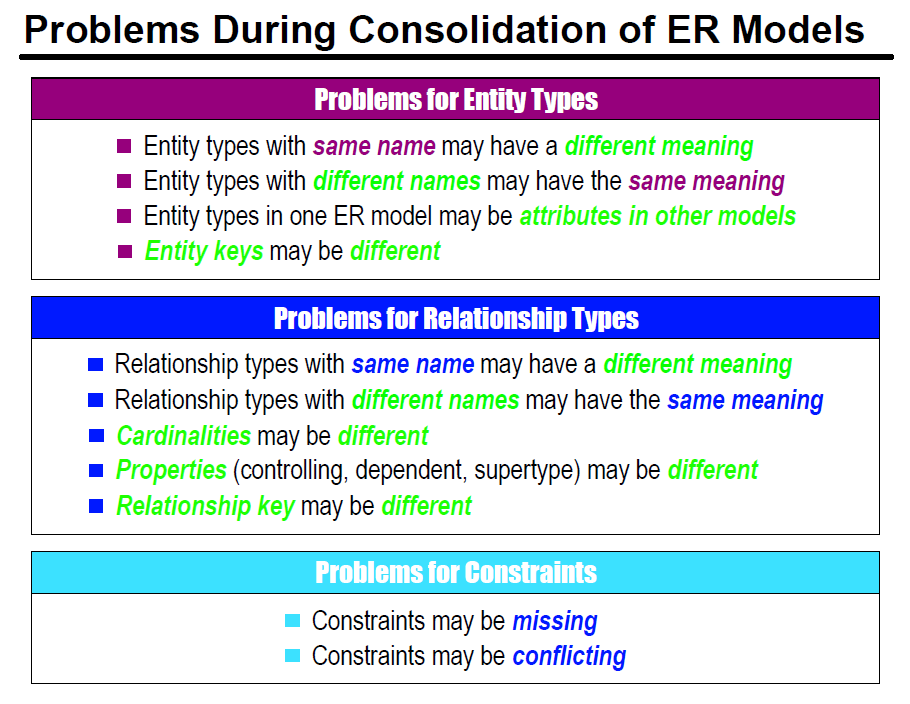 Problems During Consolidation of ER Models
Problems for Entity Types
Entity types with same name may have a different meaning
Entity types with different names may have the same meaning
Entity types in one ER model may be attributes in other models
Entity keys may be different
Problems for Relationship Types
Relationship types with same name may have a different meaning
Relationship types with different names may have the same meaning
Cardinalities may be different
Properties (controlling, dependent, supertype) may be different
Relationship key may be different
Problems for Constraints
Constraints may be missing
Constraints may be conflicting